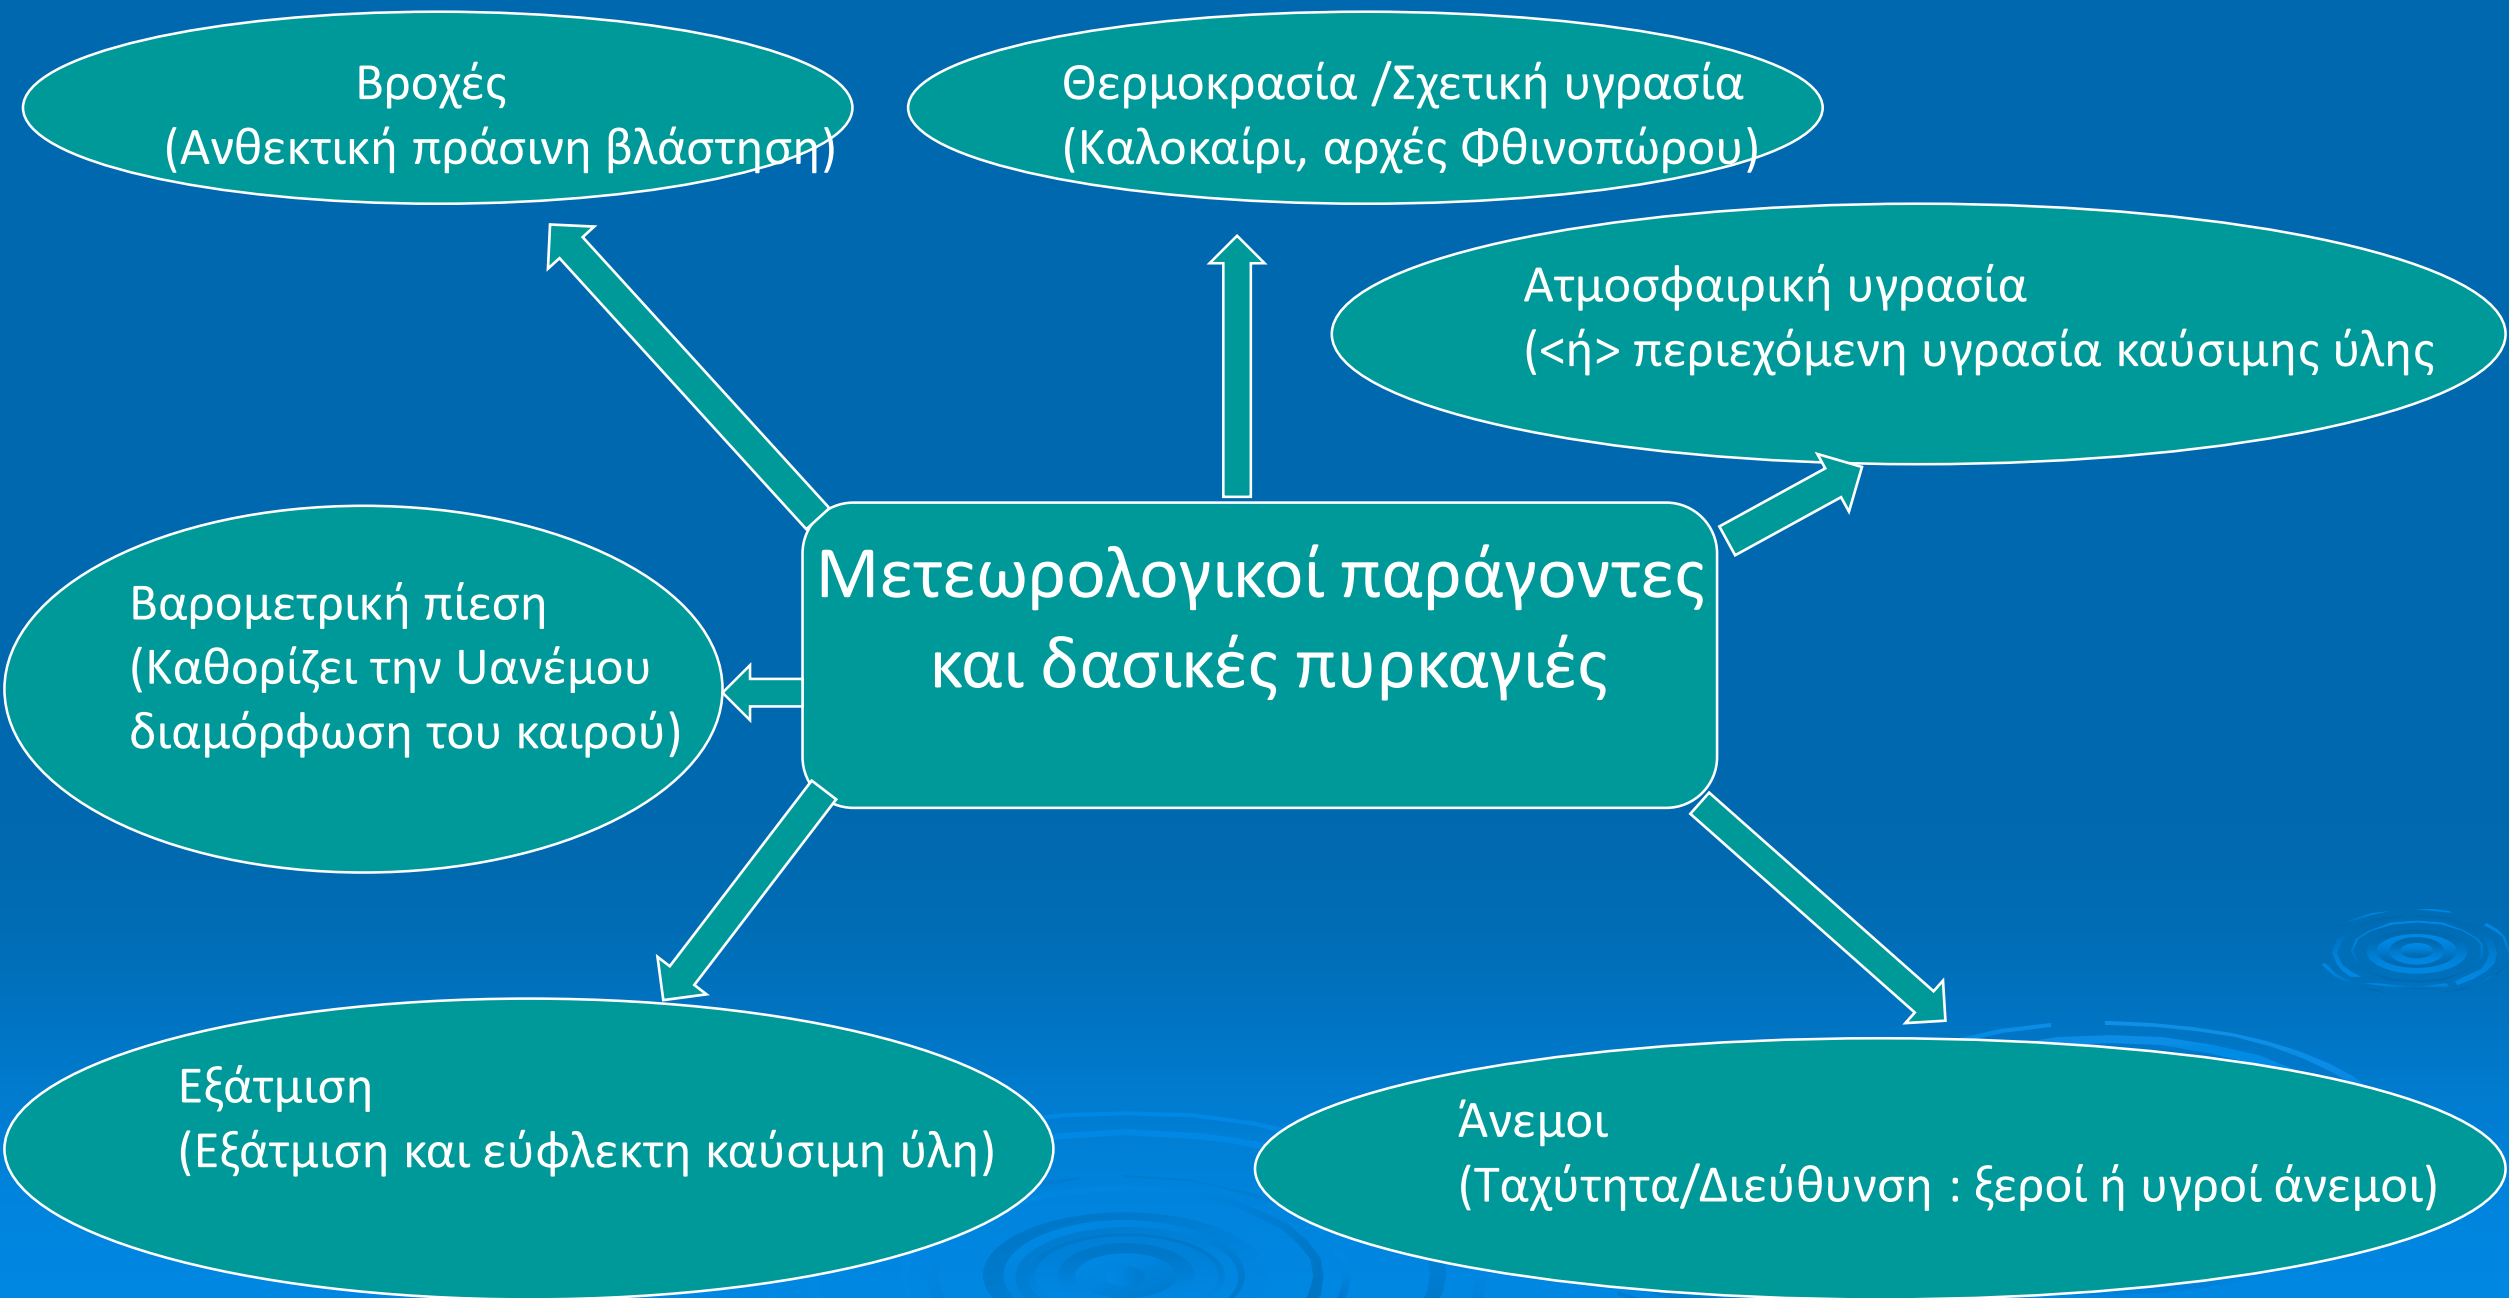 Βροχές
(Ανθεκτική πράσινη βλάστηση)
Θερμοκρασία /Σχετική υγρασία
(Καλοκαίρι, αρχές Φθινοπώρου)
Ατμοσφαιρική υγρασία
(<ή> περιεχόμενη υγρασία καύσιμης ύλης
Μετεωρολογικοί παράγοντες
και δασικές πυρκαγιές
Βαρομετρική πίεση
(Καθορίζει την Uανέμου
διαμόρφωση του καιρού)
Εξάτμιση
(Εξάτμιση και εύφλεκτη καύσιμη ύλη)
Άνεμοι
(Ταχύτητα/Διεύθυνση : ξεροί ή υγροί άνεμοι)